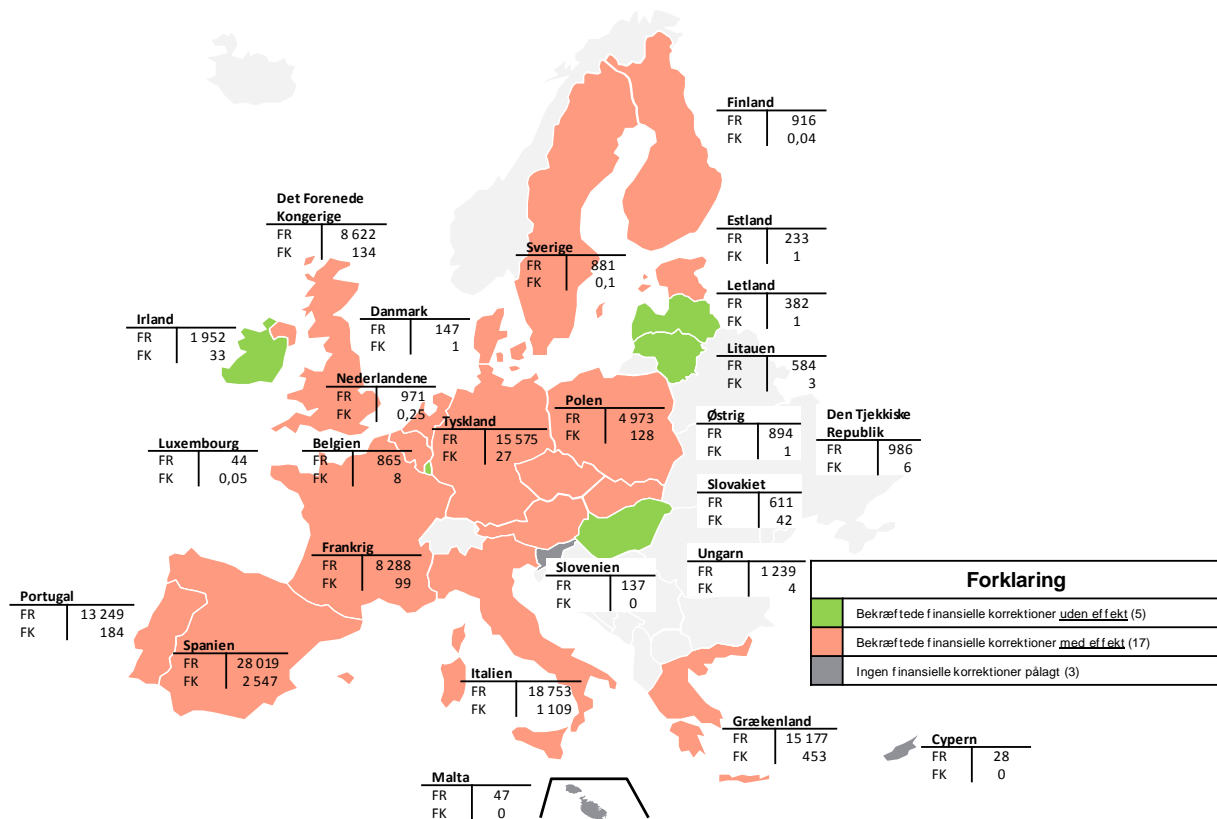 Finland
FR 916
FK 0,04
Det Forenede
Kongerige
FR 8 622
FK 134
Estland
FR 233
FK 1
Sverige
FR 881
FK 0,1
Letland
FR 382
FK 1
Irland
FR 1 952
FK 33
Danmark
FR 147
FK 1
Litauen
FR 584
FK 3
Nederlandene
FR 971
FK 0,25
Polen
FR 4 973
FK 128
Østrig
FR 894
FK 1
Den Tjekkiske
Republik
FR 986
FK 6
Luxembourg
FR 44
FK 0,05
Belgien
FR 865
FK 8
Tyskland
FR 15 575
FK 27
Slovakiet
FR 611
FK 42
Frankrig
FR 8 288
FK 99
Slovenien
FR 137
FK 0
Ungarn
FR 1 239
FK 4
Forklaring
Bekræftede finansielle korrektioner uden effekt (5)
Bekræftede finansielle korrektioner med effekt (17)
Ingen finansielle korrektioner pålagt (3)
Portugal
FR 13 249
FK 184
Spanien
FR 28 019
FK 2 547
Italien
FR 18 753
FK 1 109
Grækenland
FR 15 177
FK 453
Cypern
FR 28
FK 0
Malta
FR 47
FK 0